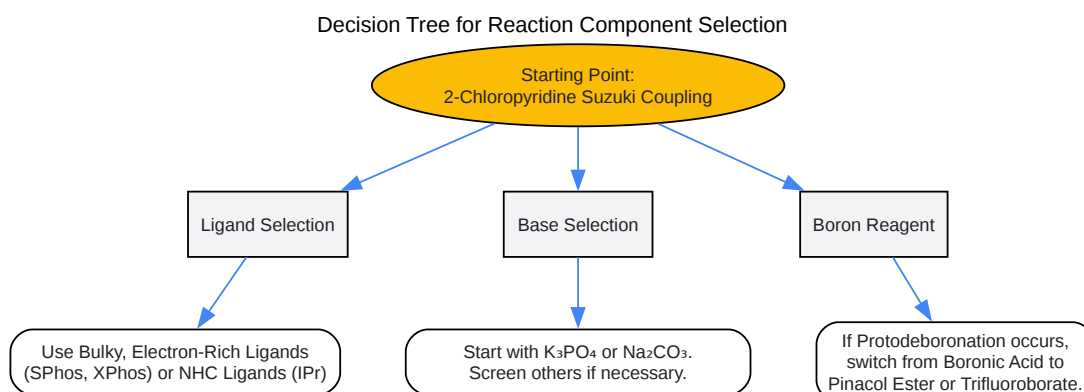 Decision Tree for Reaction Component Selection
Starting Point:
2-Chloropyridine Suzuki Coupling
Ligand Selection
Base Selection
Boron Reagent
Use Bulky, Electron-Rich Ligands
(SPhos, XPhos) or NHC Ligands (IPr)
Start with K₃PO₄ or Na₂CO₃.
Screen others if necessary.
If Protodeboronation occurs,
switch from Boronic Acid to
Pinacol Ester or Trifluoroborate.